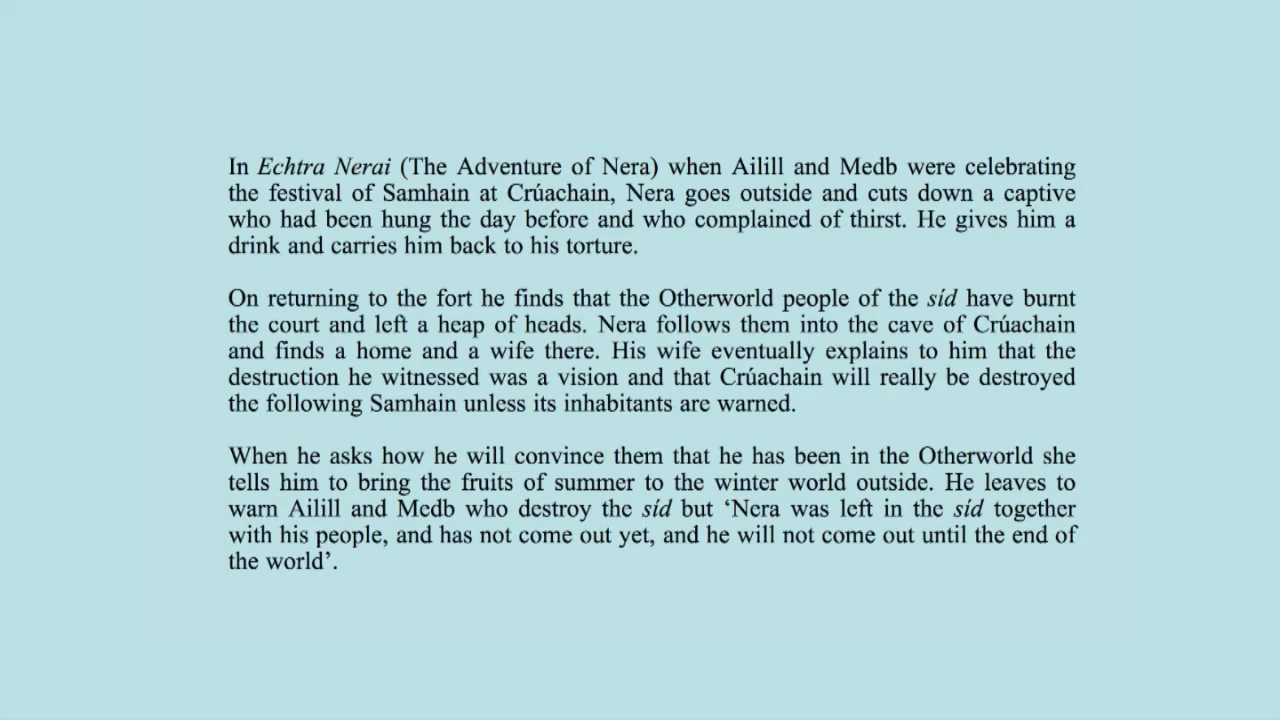 In Echtra Nerai (The Adventure of Nera) when Ailill and Medb were celebrating
the festival of Samhain at Crúachain, Nera goes outside and cuts down a captive
who had been hung the day before and who complained of thirst. He gives him a
drink and carries him back to his torture.
On returning to the fort he finds that the Otherworld people of the síd have burnt
the court and left a heap of heads. Nera follows them into the cave of Crúachain
and finds a home and a wife there. His wife eventually explains to him that the
destruction he witnessed was a vision and that Crúachain will really be destroyed
the following Samhain unless its inhabitants are warned.
When he asks how he will convince them that he has been in the Otherworld she
tells him to bring the fruits of summer to the winter world outside. He leaves to
warn Ailill and Medb who destroy the síd but ‘Nera was left in the síd together
with his people, and has not come out yet, and he will not come out until the end of
the world’.